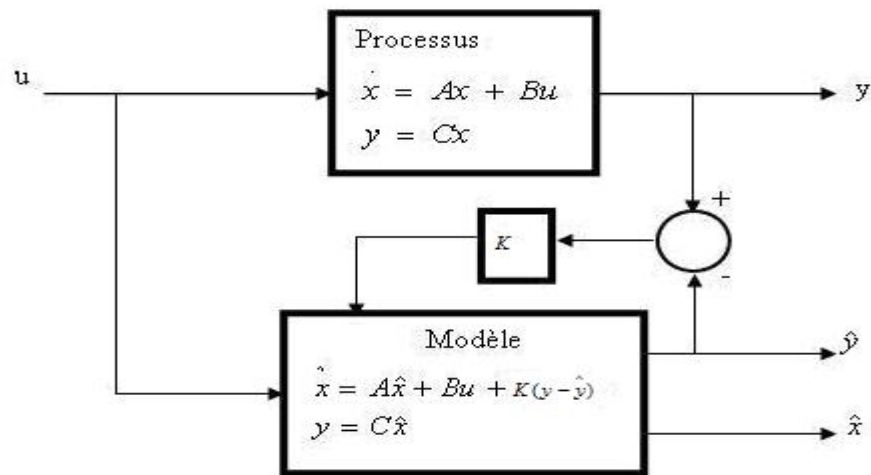 Processus
u
ẋ = Ax + Bu
y
y = Cx
+
K
-
Modèle
ŷ
x̂̇ = Ax̂ + Bu + K(y − ŷ)
y = Cx̂
x̂